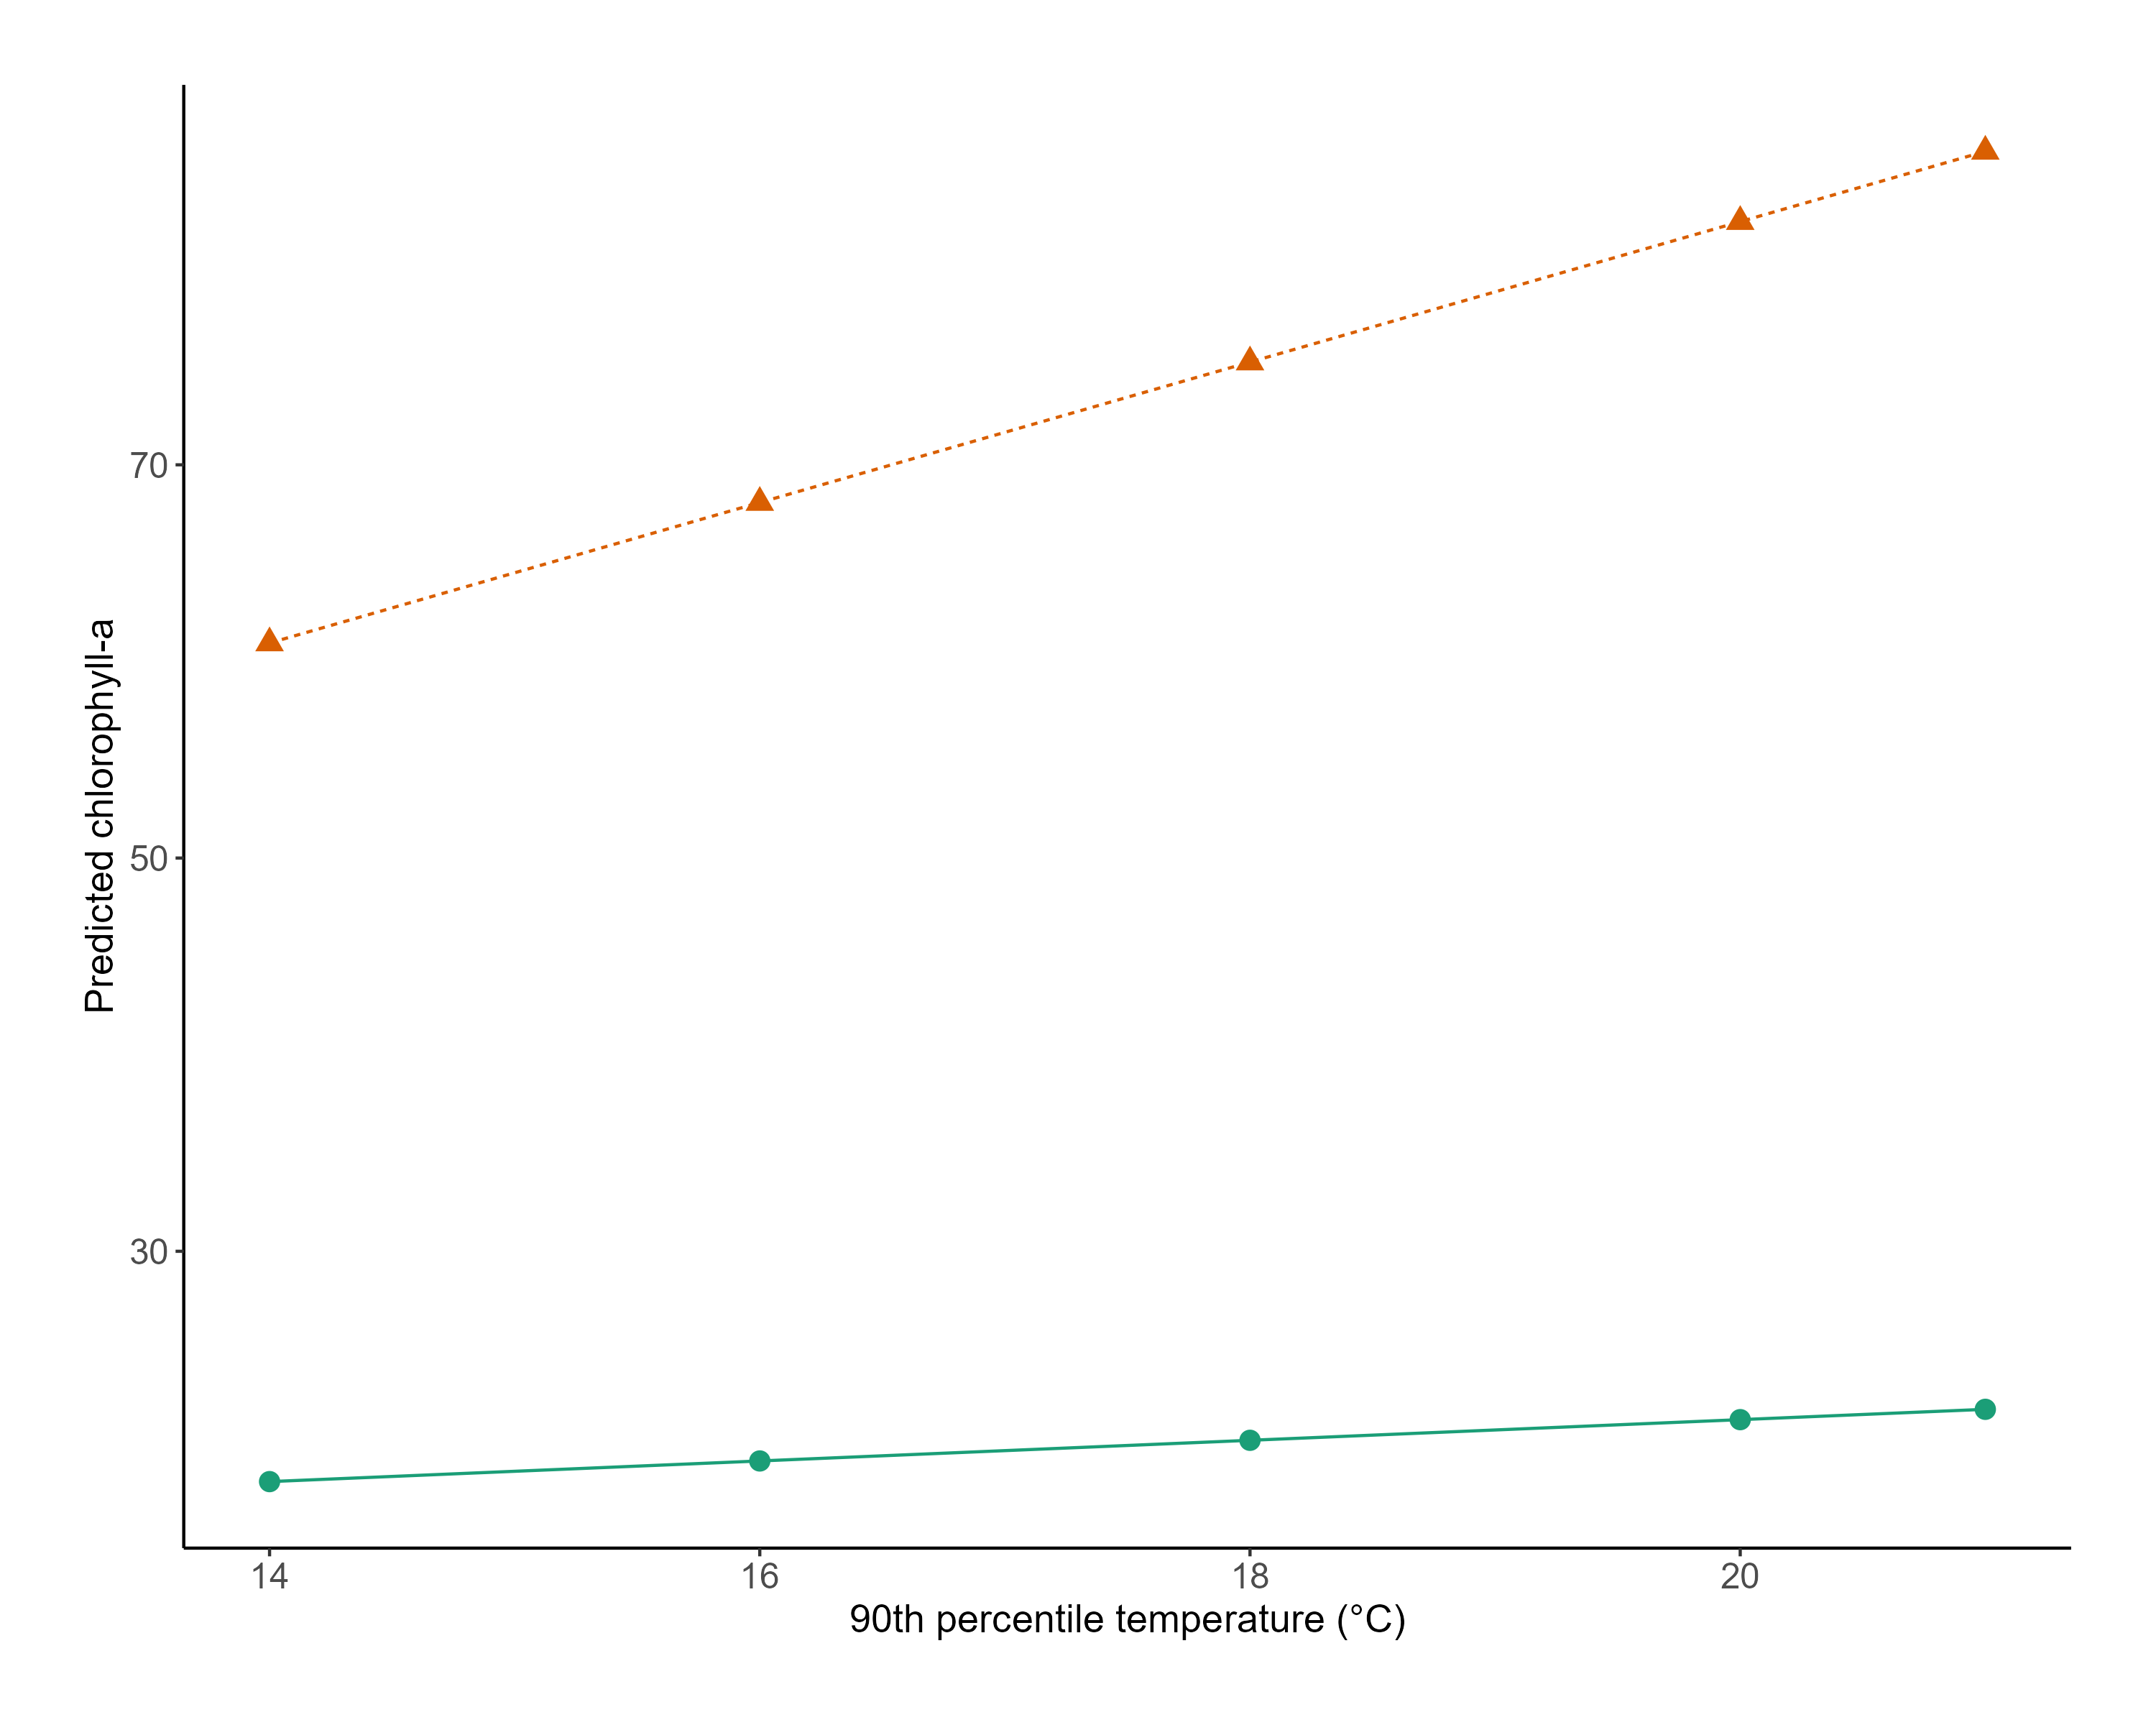 Predicted chlorophyll-a
70
50
30
14 16 18 20
90th percentile temperature (°C)